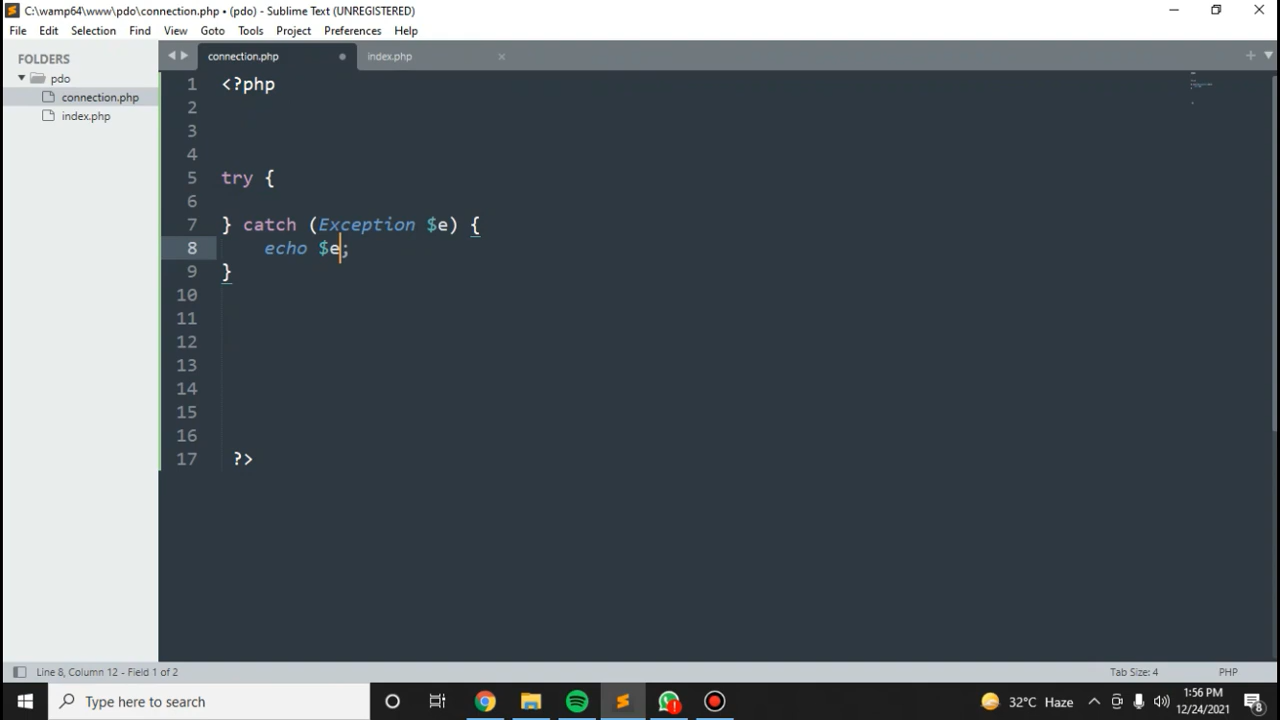 C:\wamp64\www\pdo\connection.php • (pdo) - Sublime Text (UNREGISTERED)
File Edit Selection Find View Goto Tools Project Preferences Help
FOLDERS
pdo
connection.php
index.php
connection.php index.php
1 <?php
2
3
4
5 try {
6
7 } catch (Exception $e) {
8 echo $e;
9 }
10
11
12
13
14
15
16
17 ?>
Line 8, Column 12 - Field 1 of 2 Tab Size: 4 PHP
Type here to search
32°C Haze
1:56 PM
12/24/2021
8